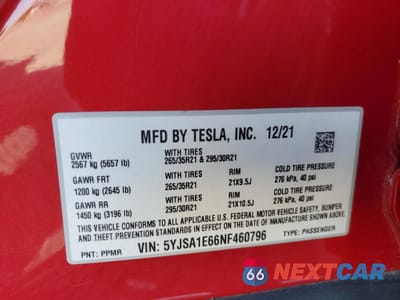 MFD BY TESLA, INC. 12/21
GVWR
2567 kg (5657 lb)
WITH TIRES
265/35R21 & 295/30R21
GAWR FRT
1200 kg (2645 lb)
WITH TIRES
265/35R21
RIM
21X9.5J
COLD TIRE PRESSURE
276 kPa, 40 psi
GAWR RR
1450 kg (3196 lb)
WITH TIRES
295/30R21
RIM
21X10.5J
COLD TIRE PRESSURE
276 kPa, 40 psi
THIS VEHICLE CONFORMS TO ALL APPLICABLE U.S. FEDERAL MOTOR VEHICLE SAFETY, BUMPER
AND THEFT PREVENTION STANDARDS IN EFFECT ON THE DATE OF MANUFACTURE SHOWN ABOVE.
VIN: 5YJSA1E66NF460796
TYPE: PASSENGER
PNT: PPMR
66 NEXTCAR